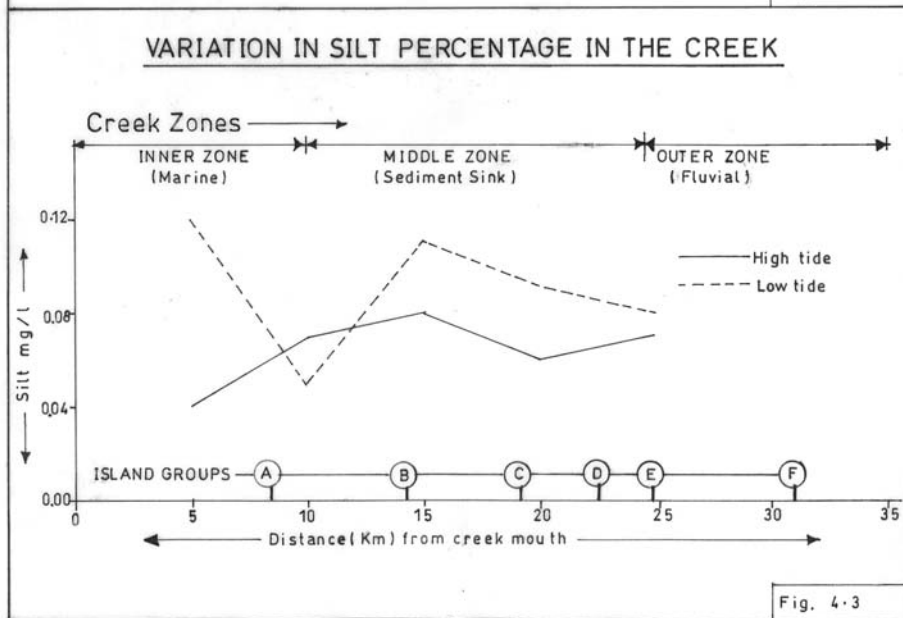 VARIATION IN SILT PERCENTAGE IN THE CREEK
Creek Zones
INNER ZONE
(Marine)
MIDDLE ZONE
(Sediment Sink)
OUTER ZONE
(Fluvial)
0.12
0.08
0.04
0.00
Silt mg/l
High tide
Low tide
ISLAND GROUPS A B C D E F
0 5 10 15 20 25 30 35
Distance (Km) from creek mouth
Fig. 4.3